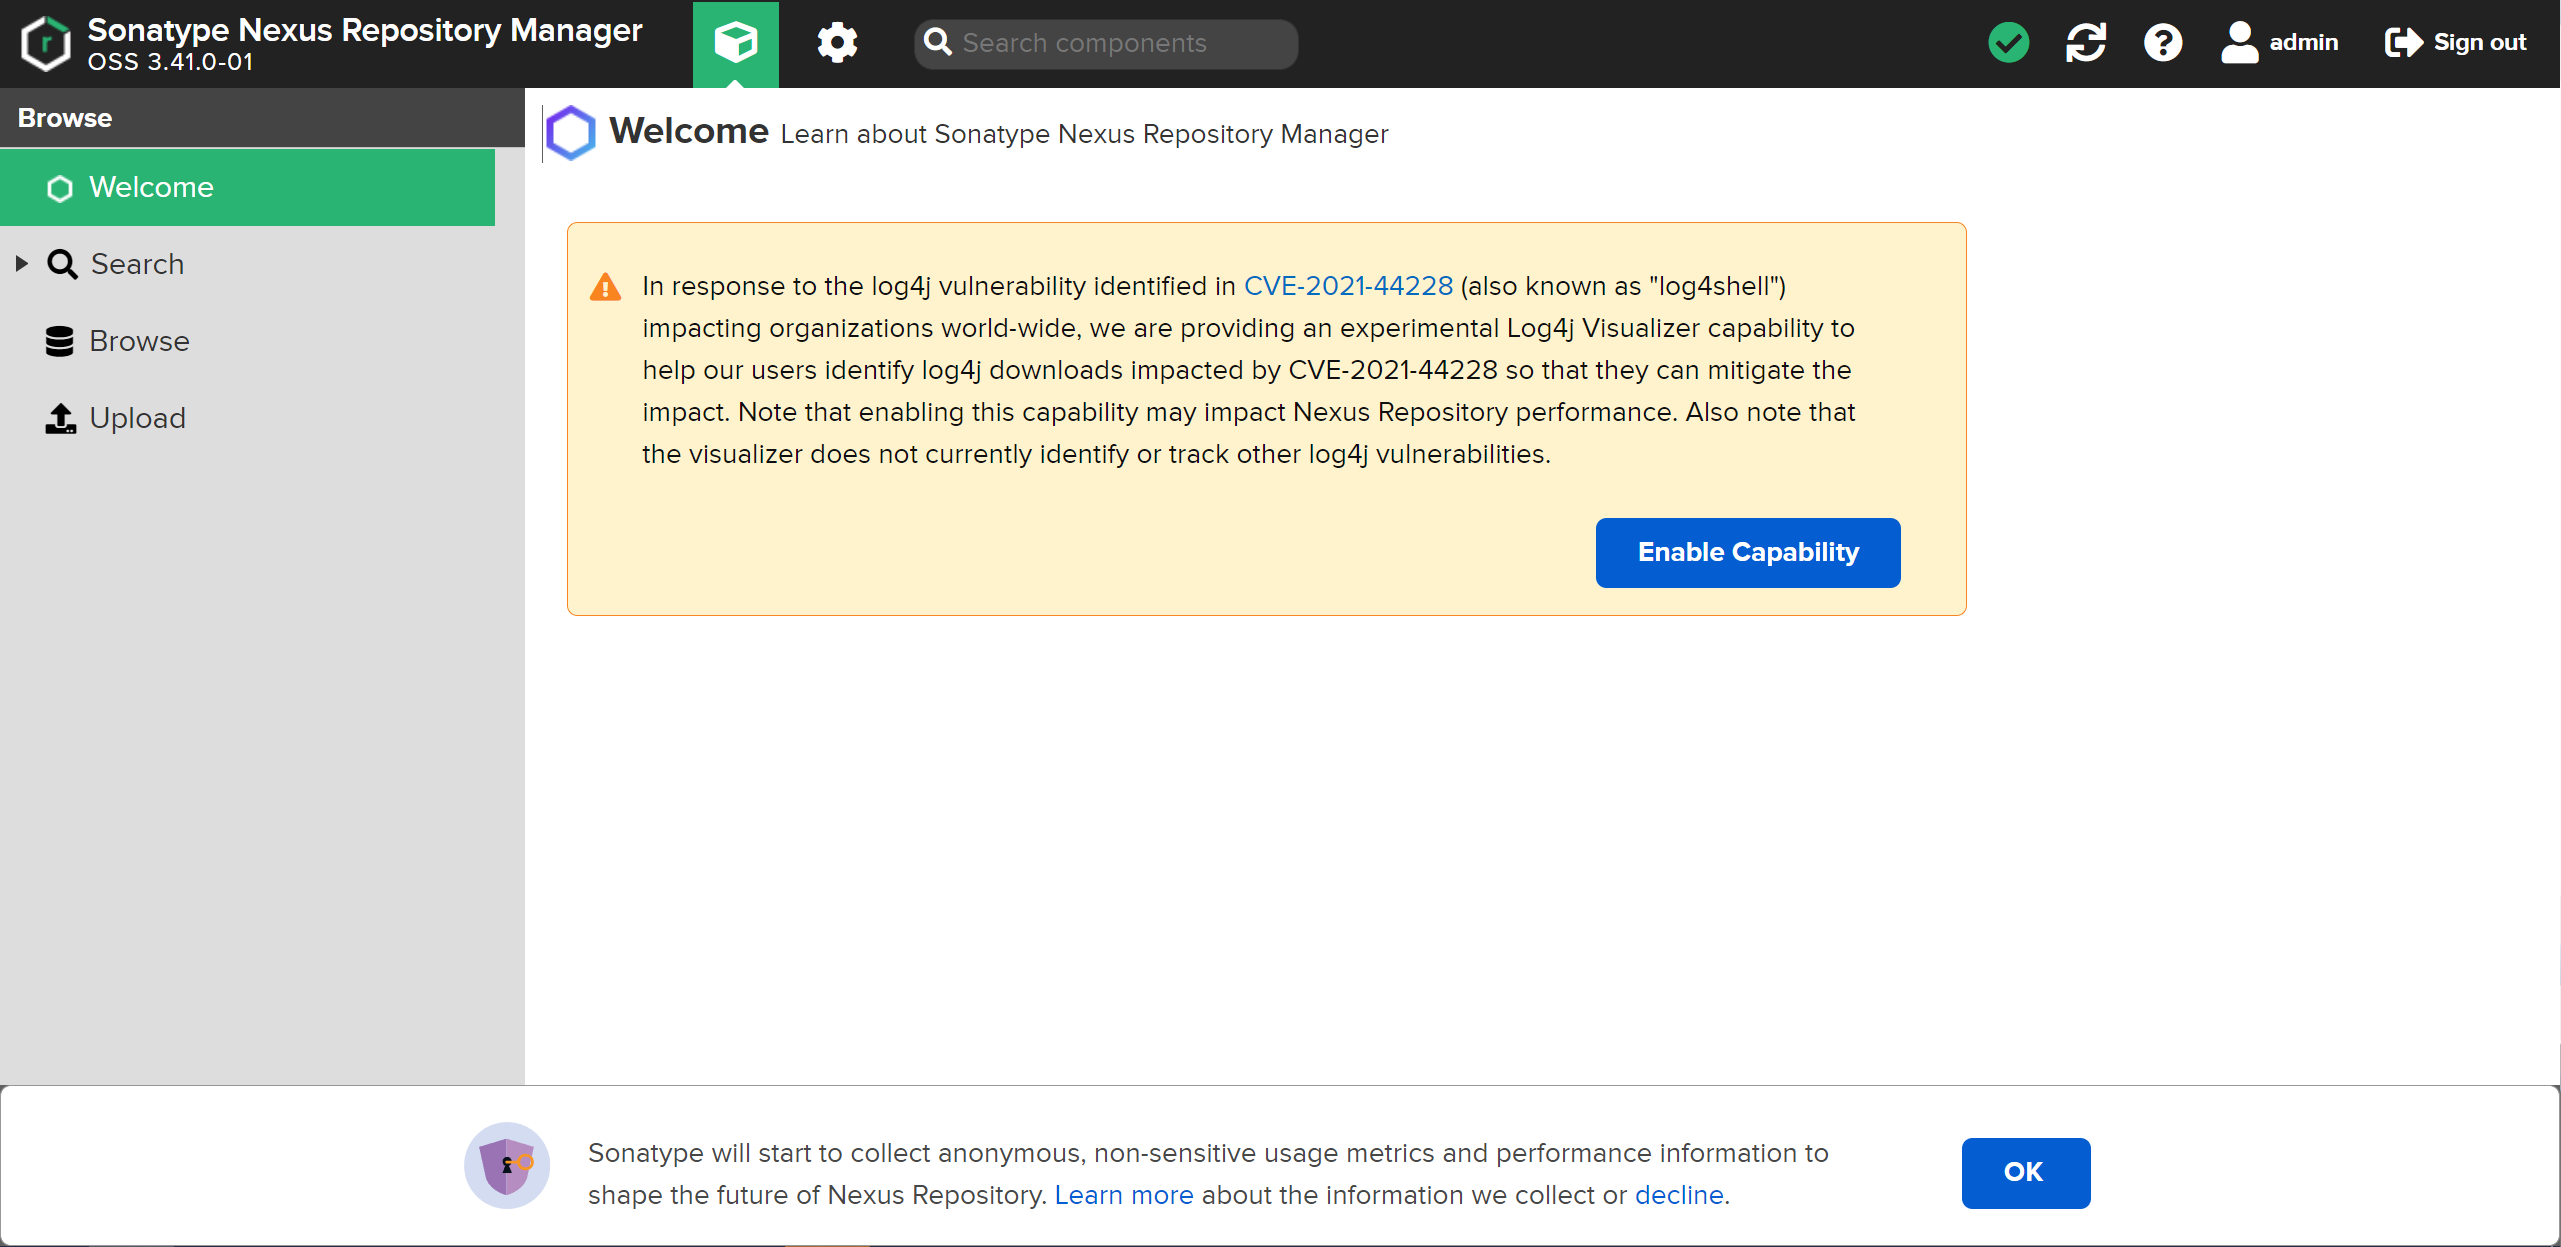 Sonatype Nexus Repository Manager
OSS 3.41.0-01
Search components
admin
Sign out
Browse
Welcome
Search
Browse
Upload
Welcome Learn about Sonatype Nexus Repository Manager
In response to the log4j vulnerability identified in CVE-2021-44228 (also known as "log4shell")
impacting organizations world-wide, we are providing an experimental Log4j Visualizer capability to
help our users identify log4j downloads impacted by CVE-2021-44228 so that they can mitigate the
impact. Note that enabling this capability may impact Nexus Repository performance. Also note that
the visualizer does not currently identify or track other log4j vulnerabilities.
Enable Capability
Sonatype will start to collect anonymous, non-sensitive usage metrics and performance information to
shape the future of Nexus Repository. Learn more about the information we collect or decline.
OK